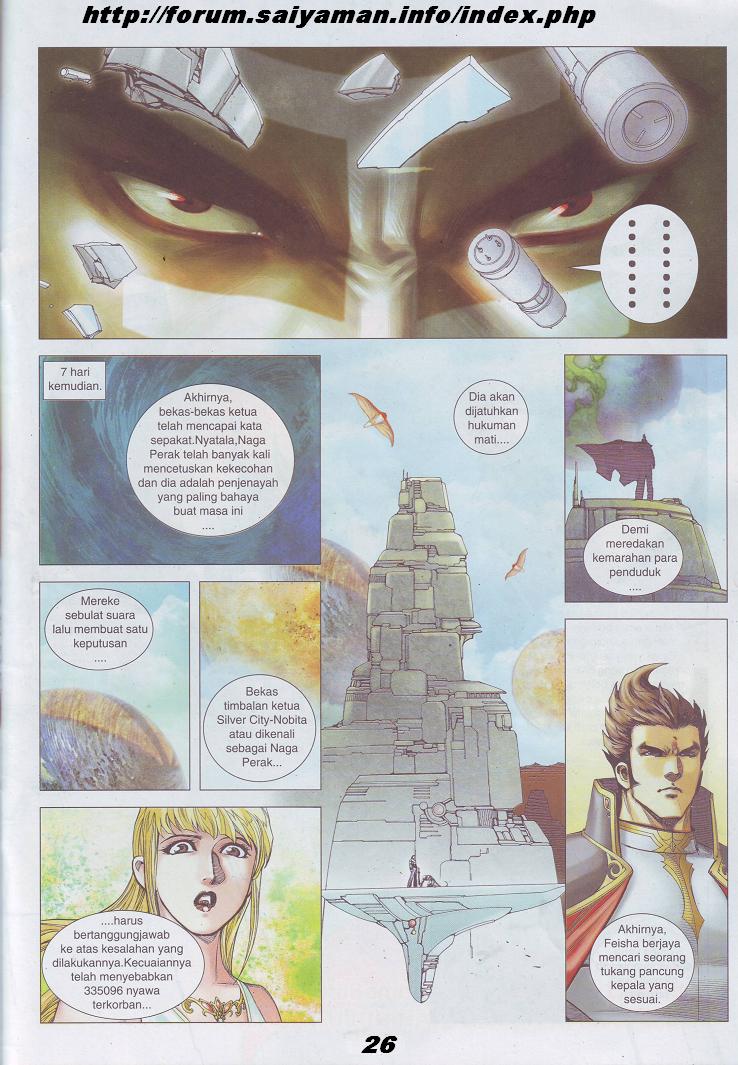 http://forum.saiyaman.info/index.php
7 hari
kemudian.
Akhirnya,
bekas-bekas ketua
telah mencapai kata
sepakat.Nyatala,Naga
Perak telah banyak kali
mencetuskan kekecohan
dan dia adalah penjenayah
yang paling bahaya
buat masa ini
....
Mereke
sebulat suara
lalu membuat satu
keputusan
....
Bekas
timbalan ketua
Silver City-Nobita
atau dikenali
sebagai Naga
Perak...
....harus
bertanggungjawab
ke atas kesalahan yang
dilakukannya.Kecuaiannya
telah menyebabkan
335096 nyawa
terkorban...
Dia akan
dijatuhkan
hukuman
mati....
Demi
meredakan
kemarahan para
penduduk
....
Akhirnya,
Feisha berjaya
mencari seorang
tukang pancung
kepala yang
sesuai.
26